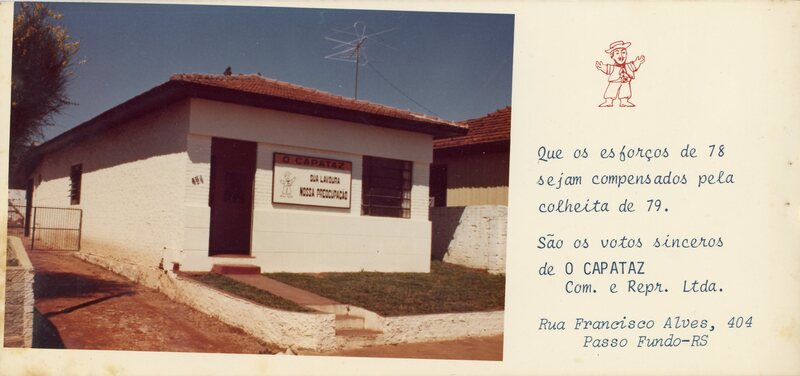 404
O CAPATAZ
SUA LAVOURA
NOSSA PREOCUPAÇÃO
Que os esforços de 78
sejam compensados pela
colheita de 79.
São os votos sinceros
de O CAPATAZ
Com. e Repr. Ltda.
Rua Francisco Alves, 404
Passo Fundo-RS